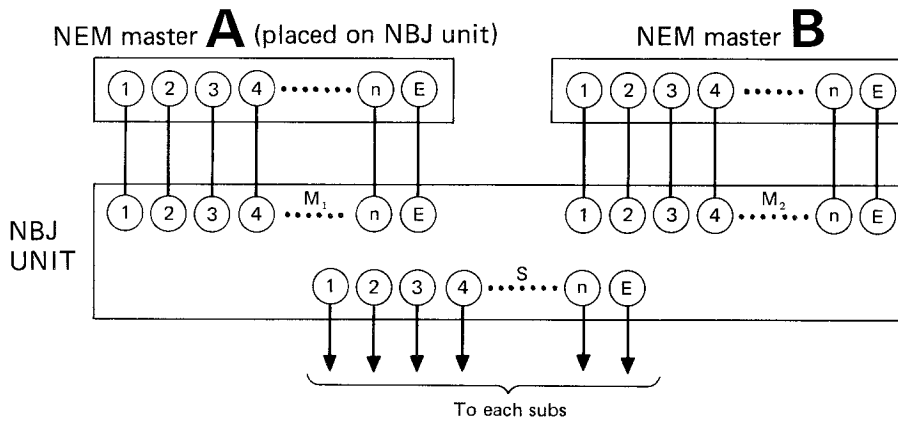 NEM master A (placed on NBJ unit)
NEM master B
1 2 3 4 ........ n E
1 2 3 4 ........ n E
M₁
M₂
1 2 3 4 ....... n E
1 2 3 4 ........ n E
NBJ
UNIT
S
1 2 3 4 ........ n E
To each subs